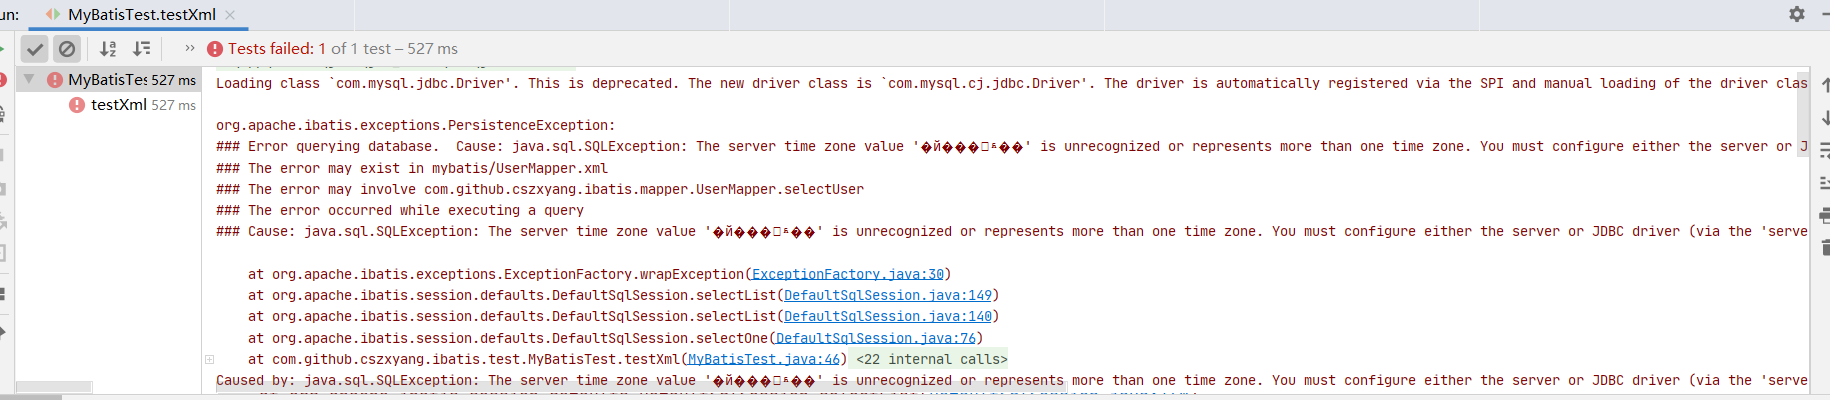 un: MyBatisTest.testXml
Tests failed: 1 of 1 test – 527 ms
MyBatisTes 527 ms
testXml 527 ms
Loading class `com.mysql.jdbc.Driver'. This is deprecated. The new driver class is `com.mysql.cj.jdbc.Driver'. The driver is automatically registered via the SPI and manual loading of the driver clas
org.apache.ibatis.exceptions.PersistenceException:
### Error querying database.  Cause: java.sql.SQLException: The server time zone value '�й���□±��' is unrecognized or represents more than one time zone. You must configure either the server or J
### The error may exist in mybatis/UserMapper.xml
### The error may involve com.github.cszxyang.ibatis.mapper.UserMapper.selectUser
### The error occurred while executing a query
### Cause: java.sql.SQLException: The server time zone value '�й���□±��' is unrecognized or represents more than one time zone. You must configure either the server or JDBC driver (via the 'serve
at org.apache.ibatis.exceptions.ExceptionFactory.wrapException(ExceptionFactory.java:30)
at org.apache.ibatis.session.defaults.DefaultSqlSession.selectList(DefaultSqlSession.java:149)
at org.apache.ibatis.session.defaults.DefaultSqlSession.selectList(DefaultSqlSession.java:140)
at org.apache.ibatis.session.defaults.DefaultSqlSession.selectOne(DefaultSqlSession.java:76)
at com.github.cszxyang.ibatis.test.MyBatisTest.testXml(MyBatisTest.java:46) <22 internal calls>
Caused by: java.sql.SQLException: The server time zone value '�й���□±��' is unrecognized or represents more than one time zone. You must configure either the server or JDBC driver (via the 'serve